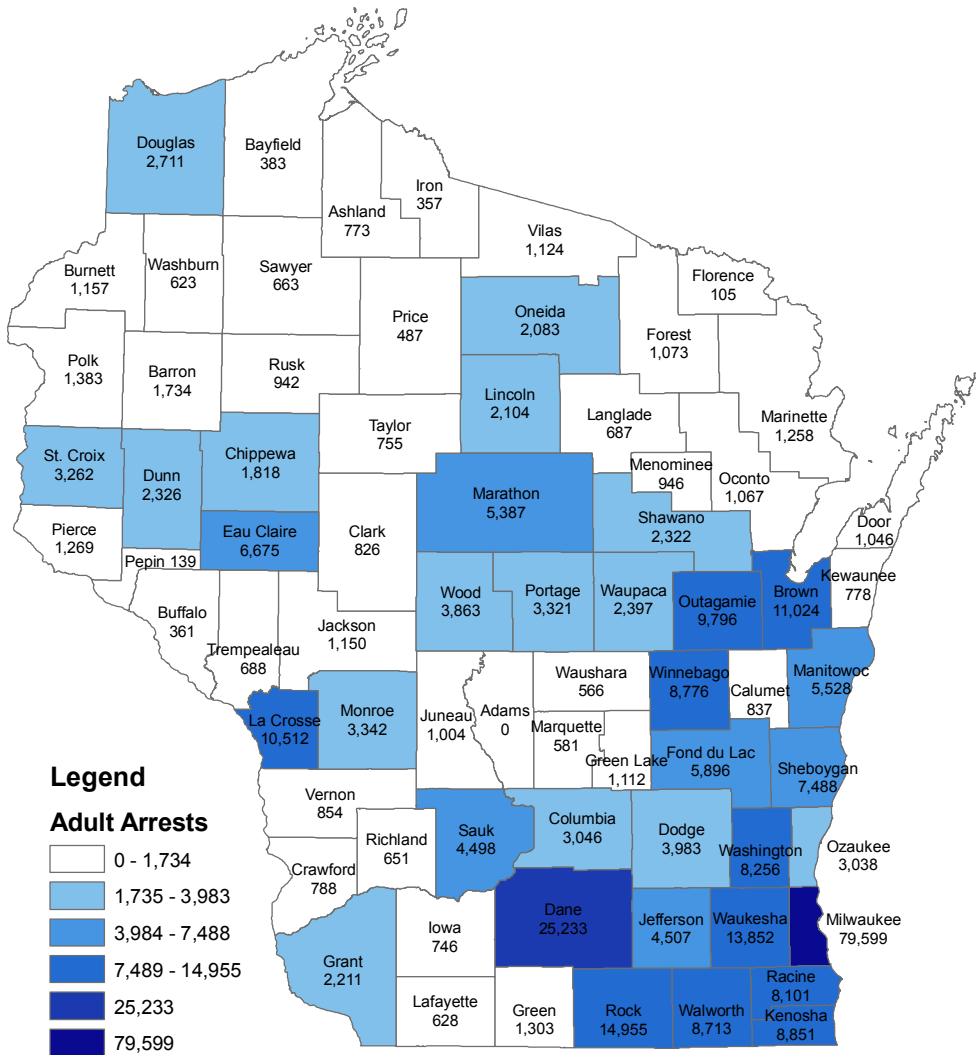 Douglas
2,711
Bayfield
383
Iron
357
Ashland
773
Vilas
1,124
Burnett
1,157
Washburn
623
Sawyer
663
Florence
105
Price
487
Oneida
2,083
Forest
1,073
Polk
1,383
Barron
1,734
Rusk
942
Lincoln
2,104
Langlade
687
Marinette
1,258
Taylor
755
St. Croix
3,262
Dunn
2,326
Chippewa
1,818
Menominee
946
Oconto
1,067
Marathon
5,387
Shawano
2,322
Pierce
1,269
Eau Claire
6,675
Clark
826
Door
1,046
Pepin 139
Kewaunee
778
Wood
3,863
Portage
3,321
Waupaca
2,397
Outagamie
9,796
Brown
11,024
Buffalo
361
Trempealeau
688
Jackson
1,150
Waushara
566
Winnebago
8,776
Calumet
837
Manitowoc
5,528
La Crosse
10,512
Monroe
3,342
Juneau
1,004
Adams
0
Marquette
581
Green Lake
1,112
Fond du Lac
5,896
Sheboygan
7,488
Vernon
854
Richland
651
Sauk
4,498
Columbia
3,046
Dodge
3,983
Washington
8,256
Ozaukee
3,038
Crawford
788
Iowa
746
Dane
25,233
Jefferson
4,507
Waukesha
13,852
Milwaukee
79,599
Grant
2,211
Lafayette
628
Green
1,303
Rock
14,955
Walworth
8,713
Racine
8,101
Kenosha
8,851
Legend
Adult Arrests
0 - 1,734
1,735 - 3,983
3,984 - 7,488
7,489 - 14,955
25,233
79,599